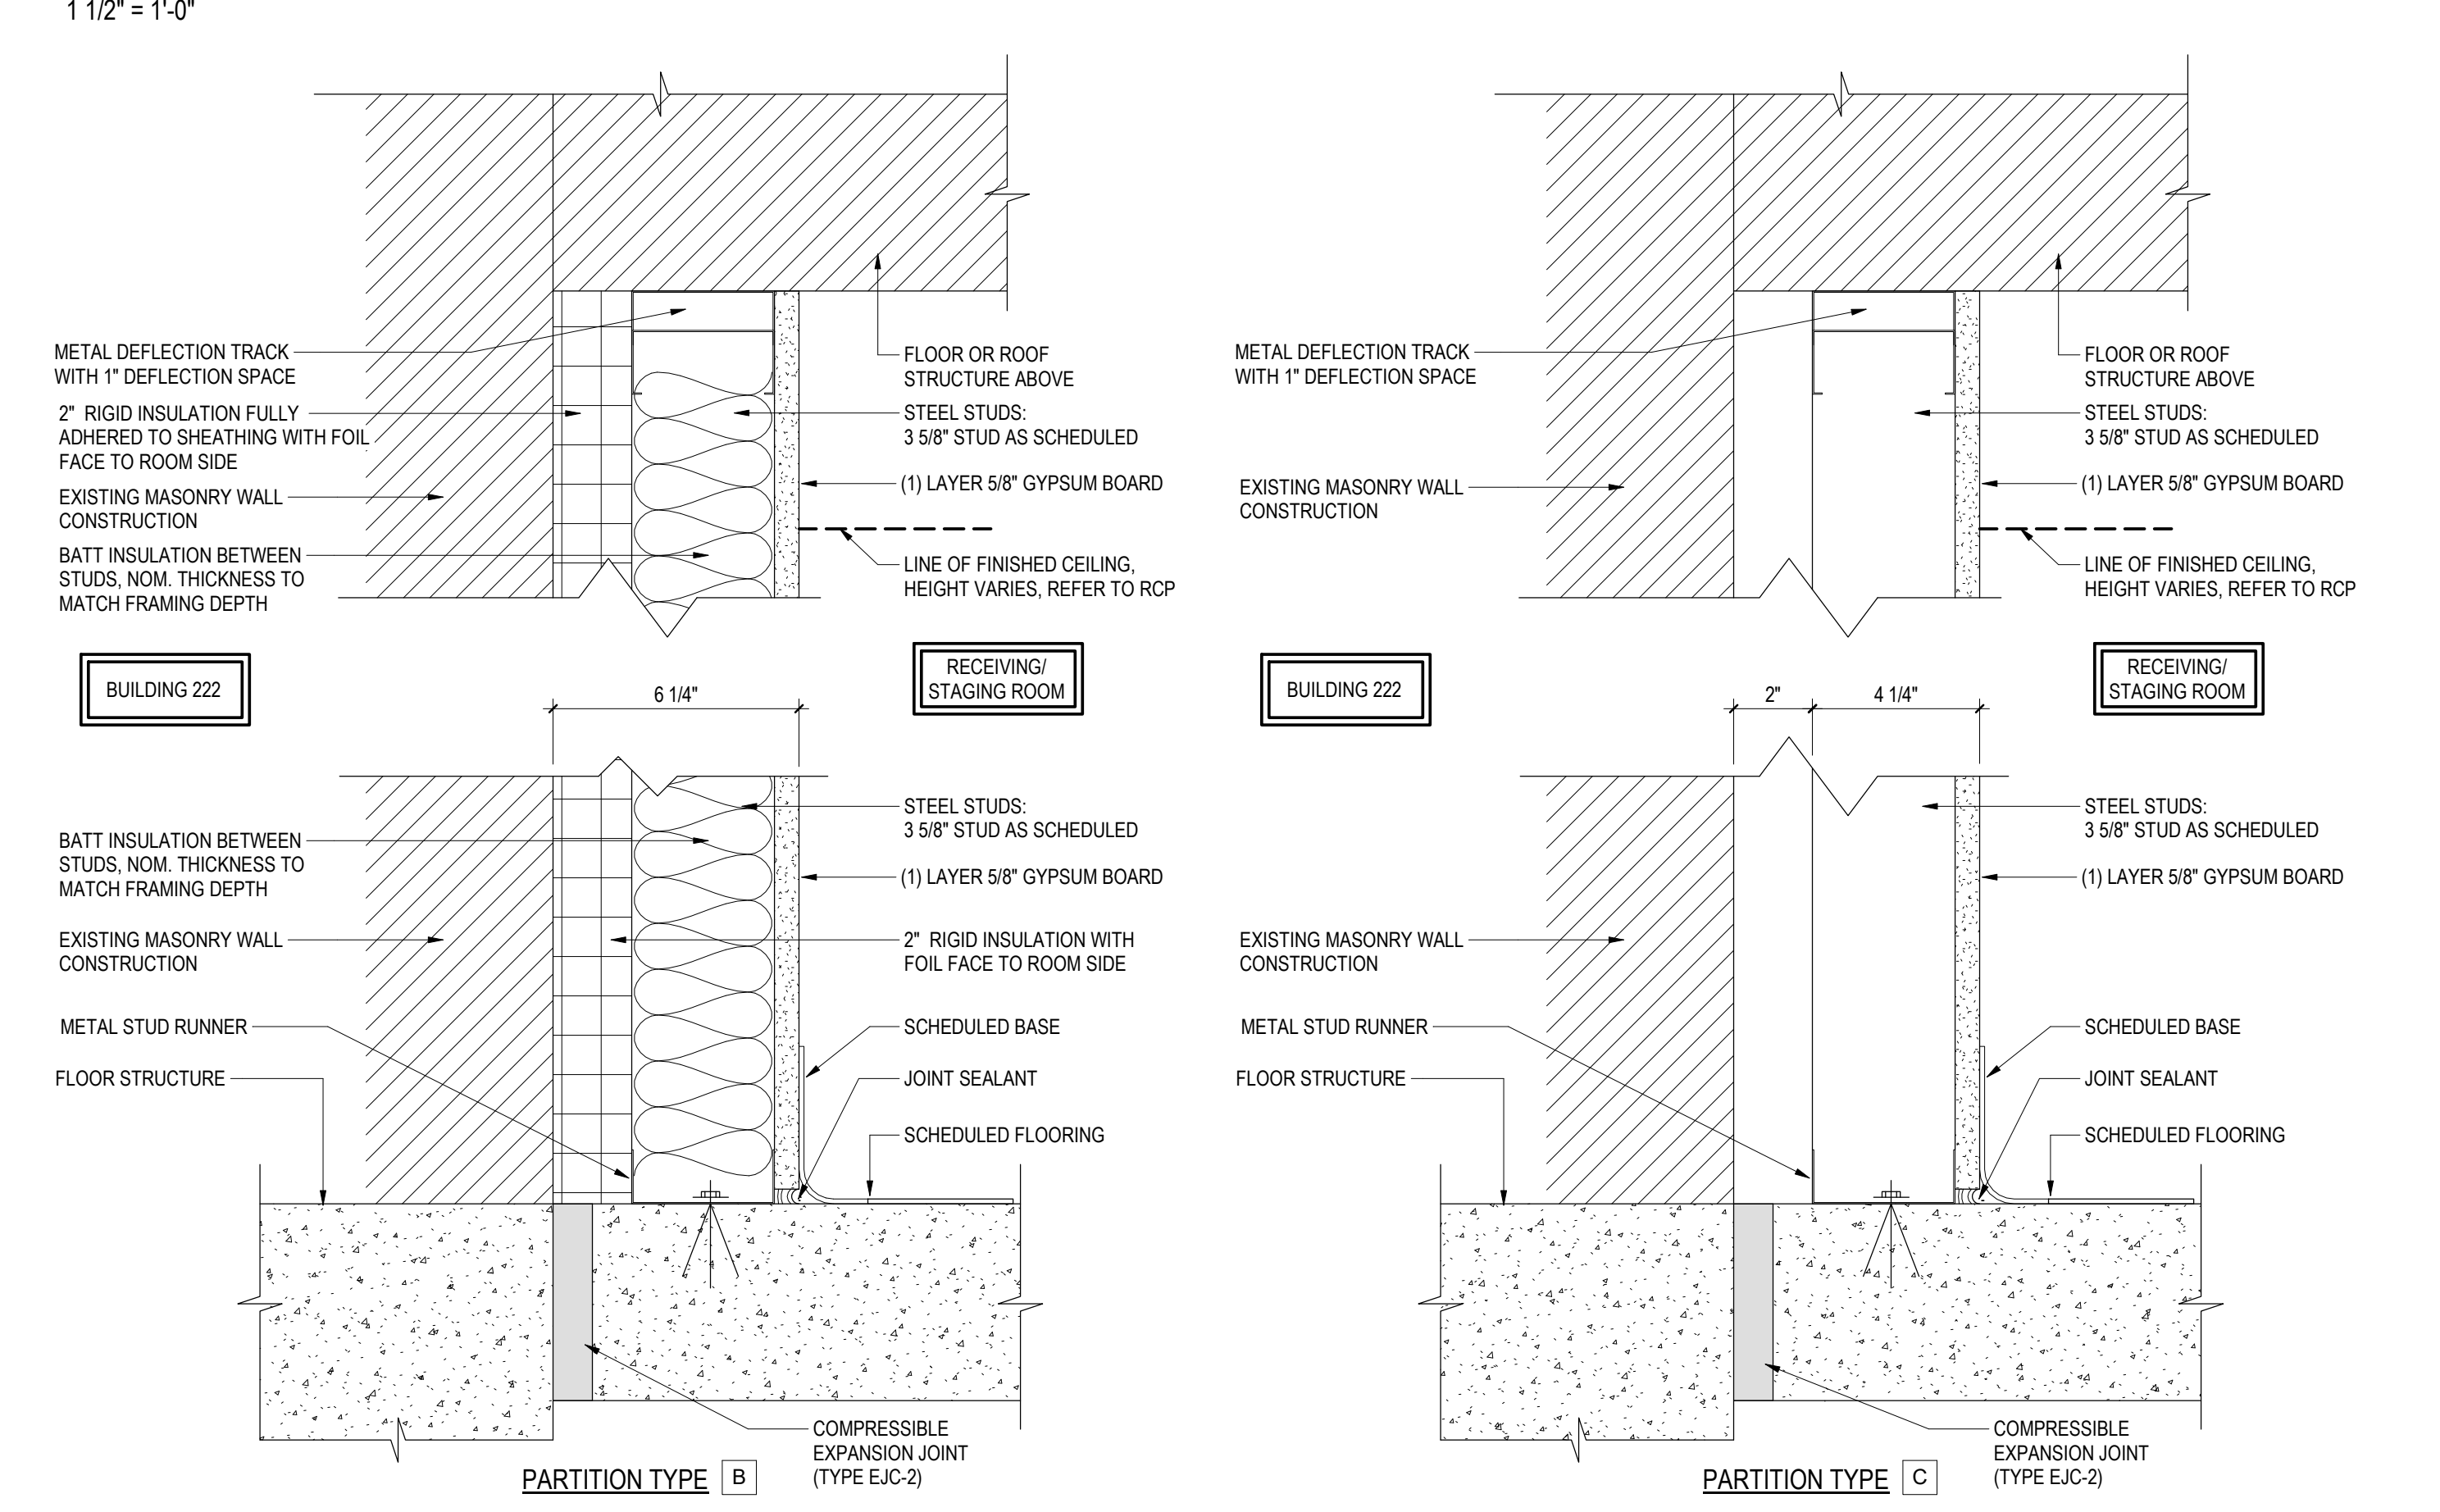 1 1/2" = 1'-0"
METAL DEFLECTION TRACK
WITH 1" DEFLECTION SPACE
2" RIGID INSULATION FULLY
ADHERED TO SHEATHING WITH FOIL
FACE TO ROOM SIDE
EXISTING MASONRY WALL
CONSTRUCTION
BATT INSULATION BETWEEN
STUDS, NOM. THICKNESS TO
MATCH FRAMING DEPTH
FLOOR OR ROOF
STRUCTURE ABOVE
STEEL STUDS:
3 5/8" STUD AS SCHEDULED
(1) LAYER 5/8" GYPSUM BOARD
LINE OF FINISHED CEILING,
HEIGHT VARIES, REFER TO RCP
BUILDING 222
6 1/4"
RECEIVING/
STAGING ROOM
BATT INSULATION BETWEEN
STUDS, NOM. THICKNESS TO
MATCH FRAMING DEPTH
EXISTING MASONRY WALL
CONSTRUCTION
METAL STUD RUNNER
FLOOR STRUCTURE
STEEL STUDS:
3 5/8" STUD AS SCHEDULED
(1) LAYER 5/8" GYPSUM BOARD
2" RIGID INSULATION WITH
FOIL FACE TO ROOM SIDE
SCHEDULED BASE
JOINT SEALANT
SCHEDULED FLOORING
COMPRESSIBLE
EXPANSION JOINT
(TYPE EJC-2)
PARTITION TYPE B
METAL DEFLECTION TRACK
WITH 1" DEFLECTION SPACE
EXISTING MASONRY WALL
CONSTRUCTION
FLOOR OR ROOF
STRUCTURE ABOVE
STEEL STUDS:
3 5/8" STUD AS SCHEDULED
(1) LAYER 5/8" GYPSUM BOARD
LINE OF FINISHED CEILING,
HEIGHT VARIES, REFER TO RCP
BUILDING 222
2" 4 1/4"
RECEIVING/
STAGING ROOM
EXISTING MASONRY WALL
CONSTRUCTION
METAL STUD RUNNER
FLOOR STRUCTURE
STEEL STUDS:
3 5/8" STUD AS SCHEDULED
(1) LAYER 5/8" GYPSUM BOARD
SCHEDULED BASE
JOINT SEALANT
SCHEDULED FLOORING
COMPRESSIBLE
EXPANSION JOINT
(TYPE EJC-2)
PARTITION TYPE C